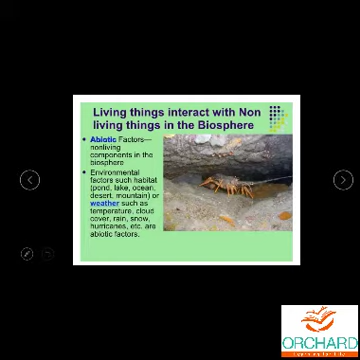 Living things interact with Non
living things in the Biosphere
• Abiotic Factors—
nonliving
components in the
biosphere
• Environmental
factors such habitat
(pond, lake, ocean,
desert, mountain) or
weather such as
temperature, cloud
cover, rain, snow,
hurricanes, etc. are
abiotic factors.
ORCHARD